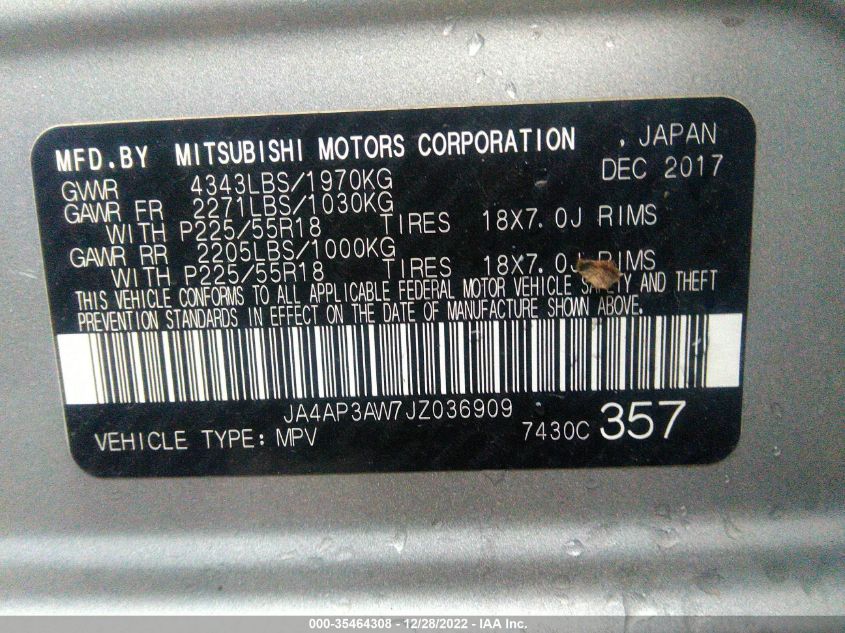 MFD.BY MITSUBISHI MOTORS CORPORATION , JAPAN
GVWR 4343LBS/1970KG DEC 2017
GAWR FR 2271LBS/1030KG
WITH P225/55R18 TIRES 18X7.0J RIMS
GAWR RR 2205LBS/1000KG
WITH P225/55R18 TIRES 18X7.0J RIMS
THIS VEHICLE CONFORMS TO ALL APPLICABLE FEDERAL MOTOR VEHICLE SAFETY AND THEFT
PREVENTION STANDARDS IN EFFECT ON THE DATE OF MANUFACTURE SHOWN ABOVE.
JA4AP3AW7JZ036909
VEHICLE TYPE: MPV 7430C 357
000-35464308 - 12/28/2022 - IAA Inc.